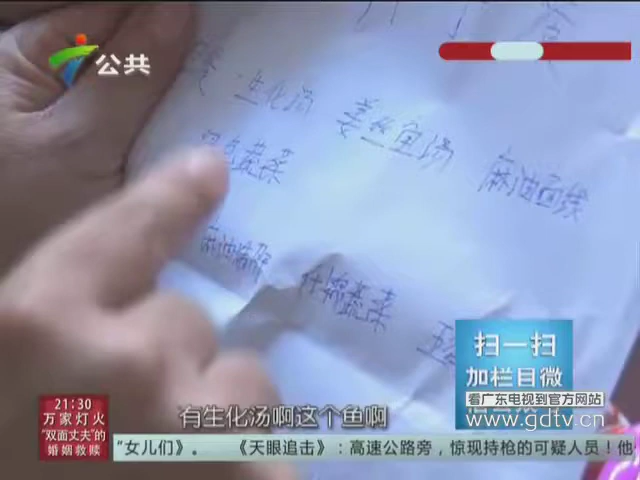 公共
生化汤 姜丝鱼汤 麻油面线
蔬菜
麻油猪 什锦蔬菜
扫一扫
加栏目微
看广东电视到官方网站
www.gdtv.cn
有生化汤啊这个鱼啊
21:30
万家灯火
"双面丈夫"的
婚姻救赎
"女儿们》。 《天眼追击》：高速公路旁，惊现持枪的可疑人员！他